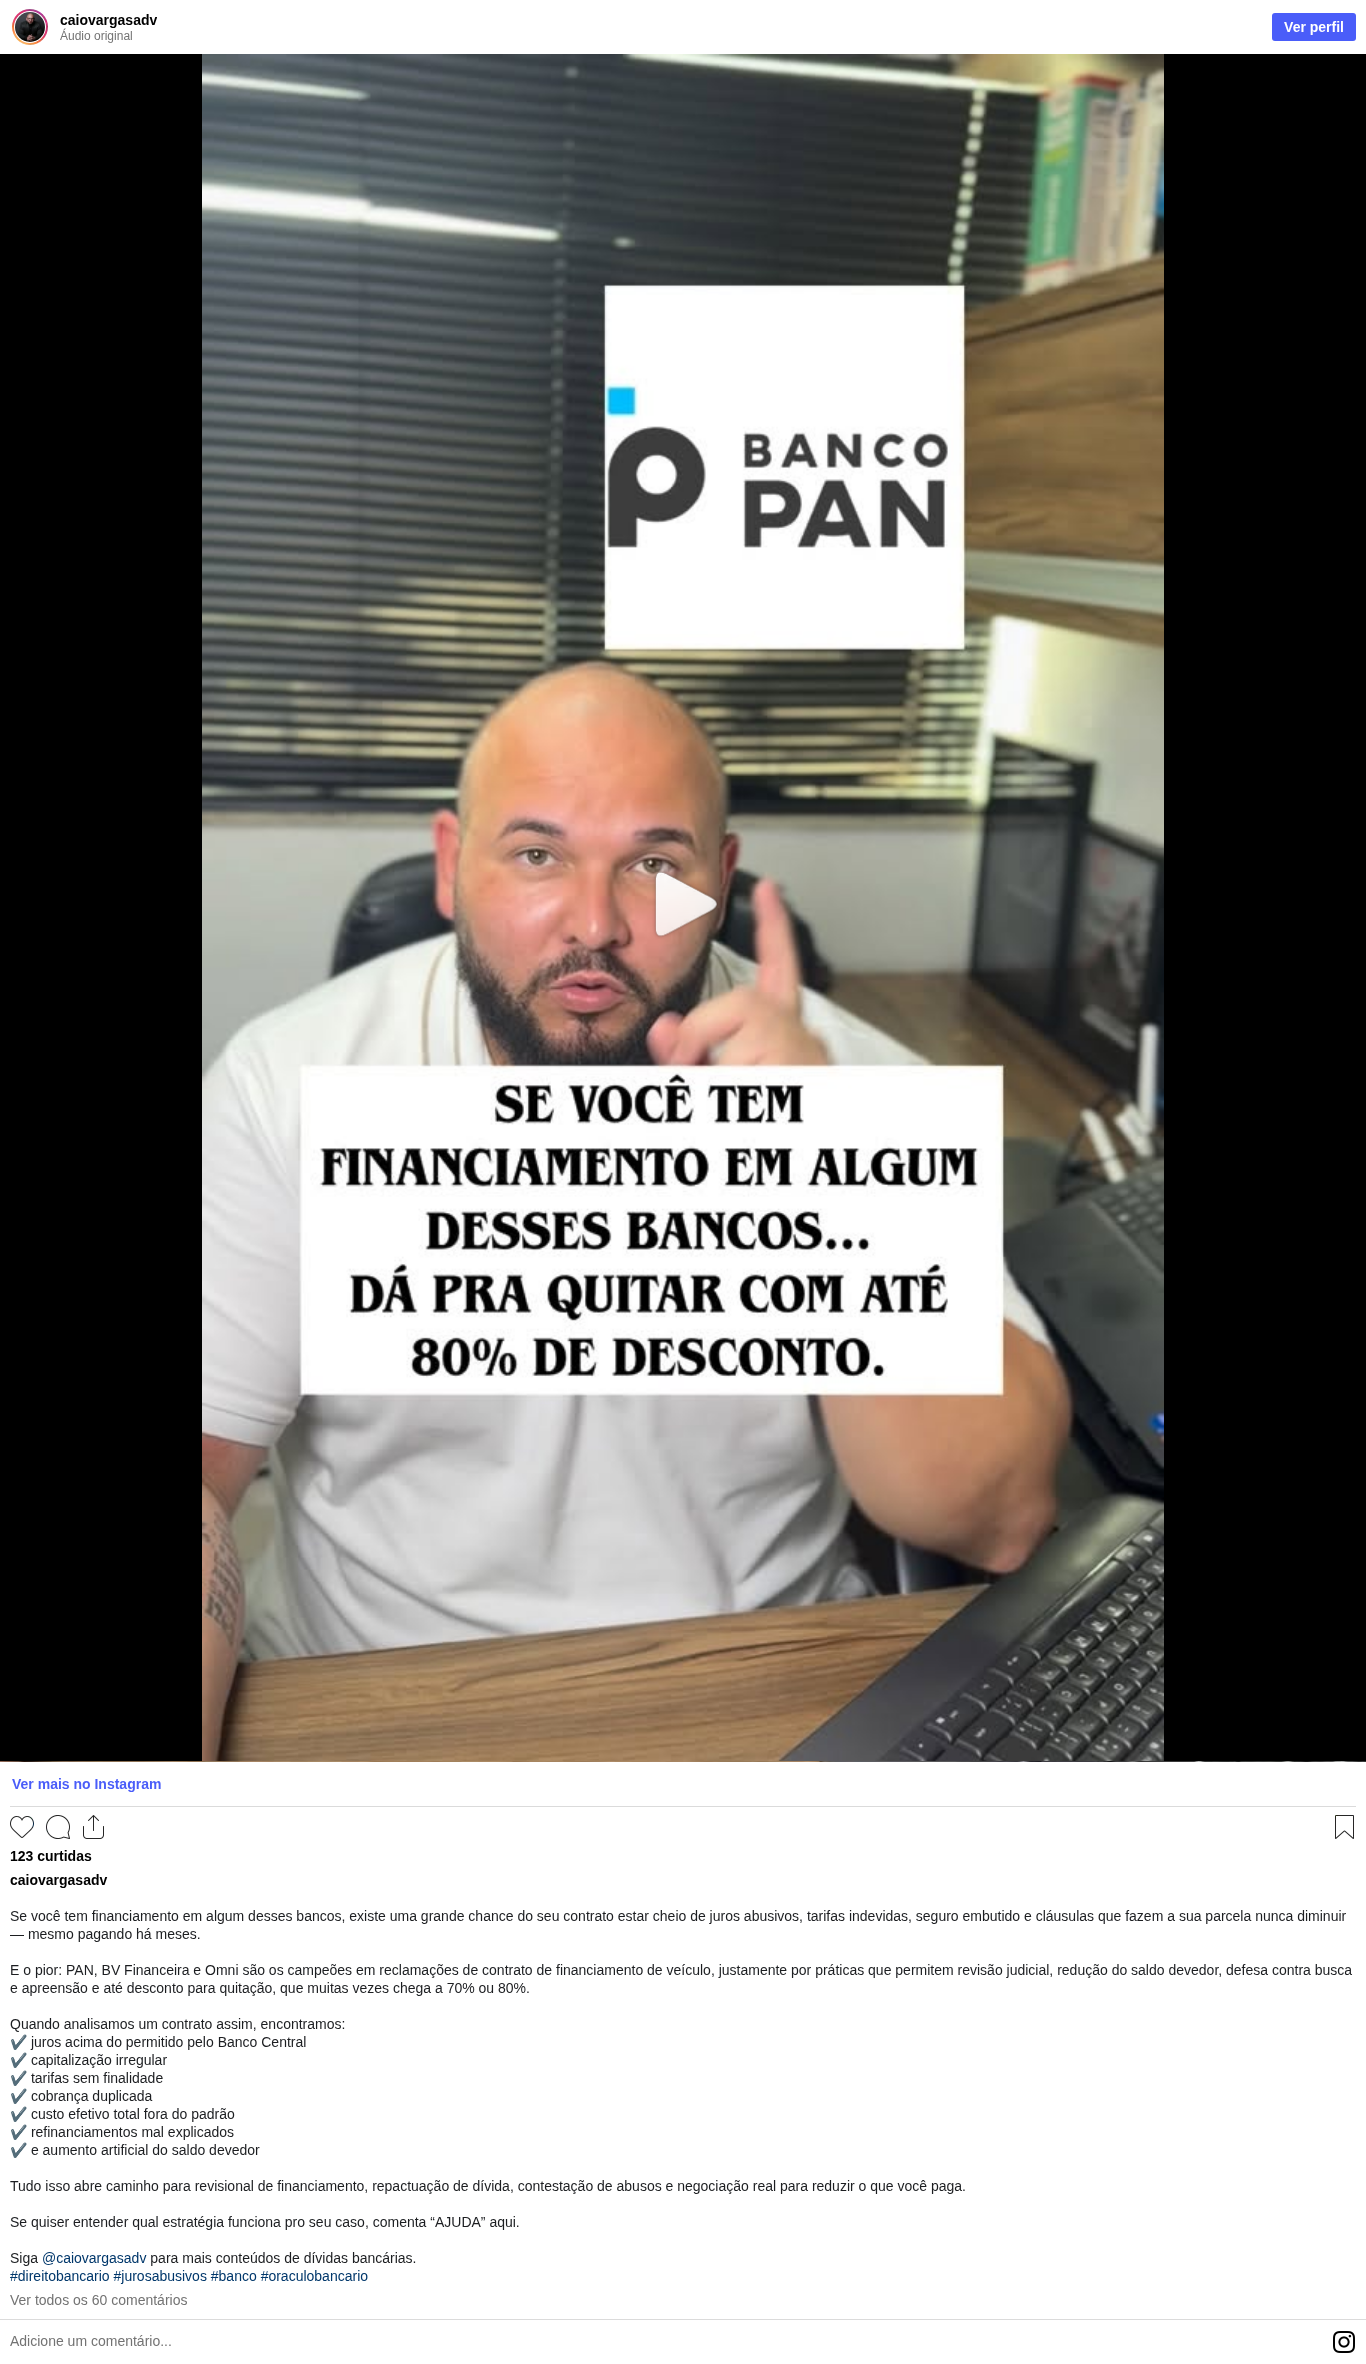 caiovargasadv
Áudio original
Ver perfil
BANCO
PAN
SE VOCÊ TEM
FINANCIAMENTO EM ALGUM
DESSES BANCOS...
DÁ PRA QUITAR COM ATÉ
80% DE DESCONTO.
Ver mais no Instagram
123 curtidas
caiovargasadv
Se você tem financiamento em algum desses bancos, existe uma grande chance do seu contrato estar cheio de juros abusivos, tarifas indevidas, seguro embutido e cláusulas que fazem a sua parcela nunca diminuir
— mesmo pagando há meses.
E o pior: PAN, BV Financeira e Omni são os campeões em reclamações de contrato de financiamento de veículo, justamente por práticas que permitem revisão judicial, redução do saldo devedor, defesa contra busca
e apreensão e até desconto para quitação, que muitas vezes chega a 70% ou 80%.
Quando analisamos um contrato assim, encontramos:
✔️ juros acima do permitido pelo Banco Central
✔️ capitalização irregular
✔️ tarifas sem finalidade
✔️ cobrança duplicada
✔️ custo efetivo total fora do padrão
✔️ refinanciamentos mal explicados
✔️ e aumento artificial do saldo devedor
Tudo isso abre caminho para revisional de financiamento, repactuação de dívida, contestação de abusos e negociação real para reduzir o que você paga.
Se quiser entender qual estratégia funciona pro seu caso, comenta “AJUDA” aqui.
Siga @caiovargasadv para mais conteúdos de dívidas bancárias.
#direitobancario #jurosabusivos #banco #oraculobancario
Ver todos os 60 comentários
Adicione um comentário...